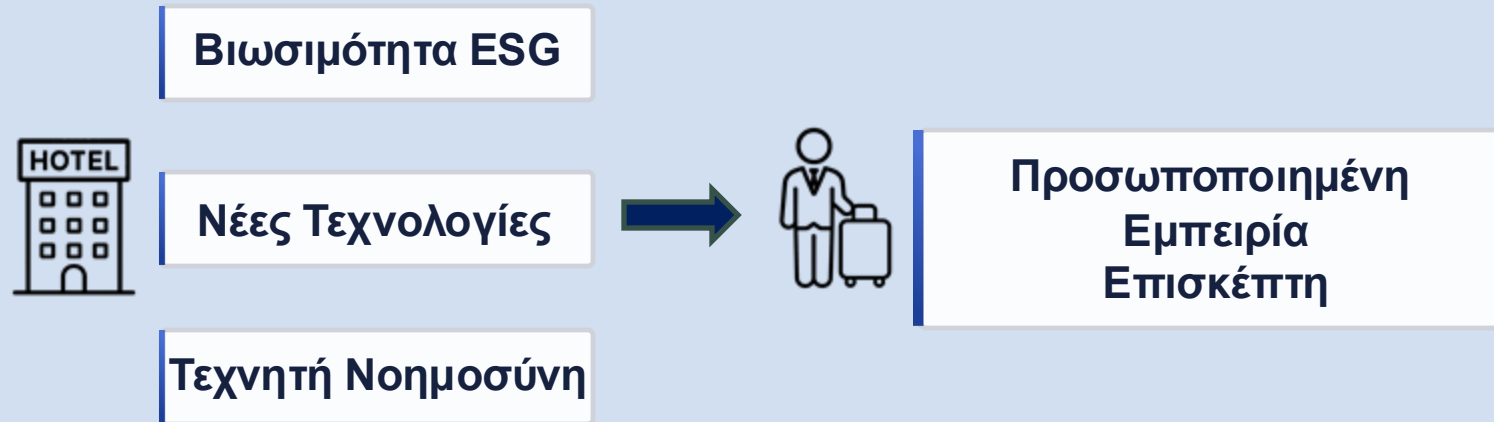 Βιωσιμότητα ESG
HOTEL
Νέες Τεχνολογίες
Τεχνητή Νοημοσύνη
Προσωποποιημένη
Εμπειρία
Επισκέπτη